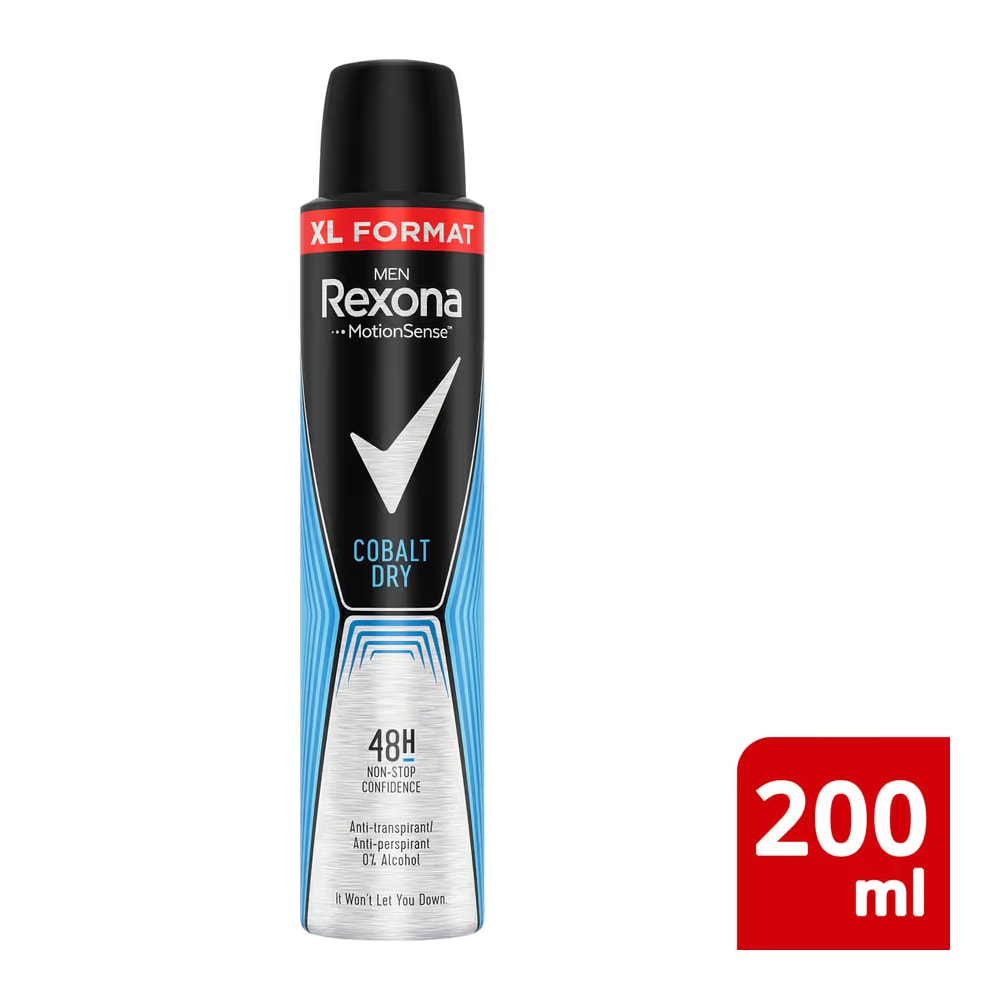 XL FORMAT
MEN
Rexona
MotionSense™
COBALT
DRY
48H
NON-STOP
CONFIDENCE
Anti-transpirant/
Anti-perspirant
0% Alcohol
It Won't Let You Down.
200
ml